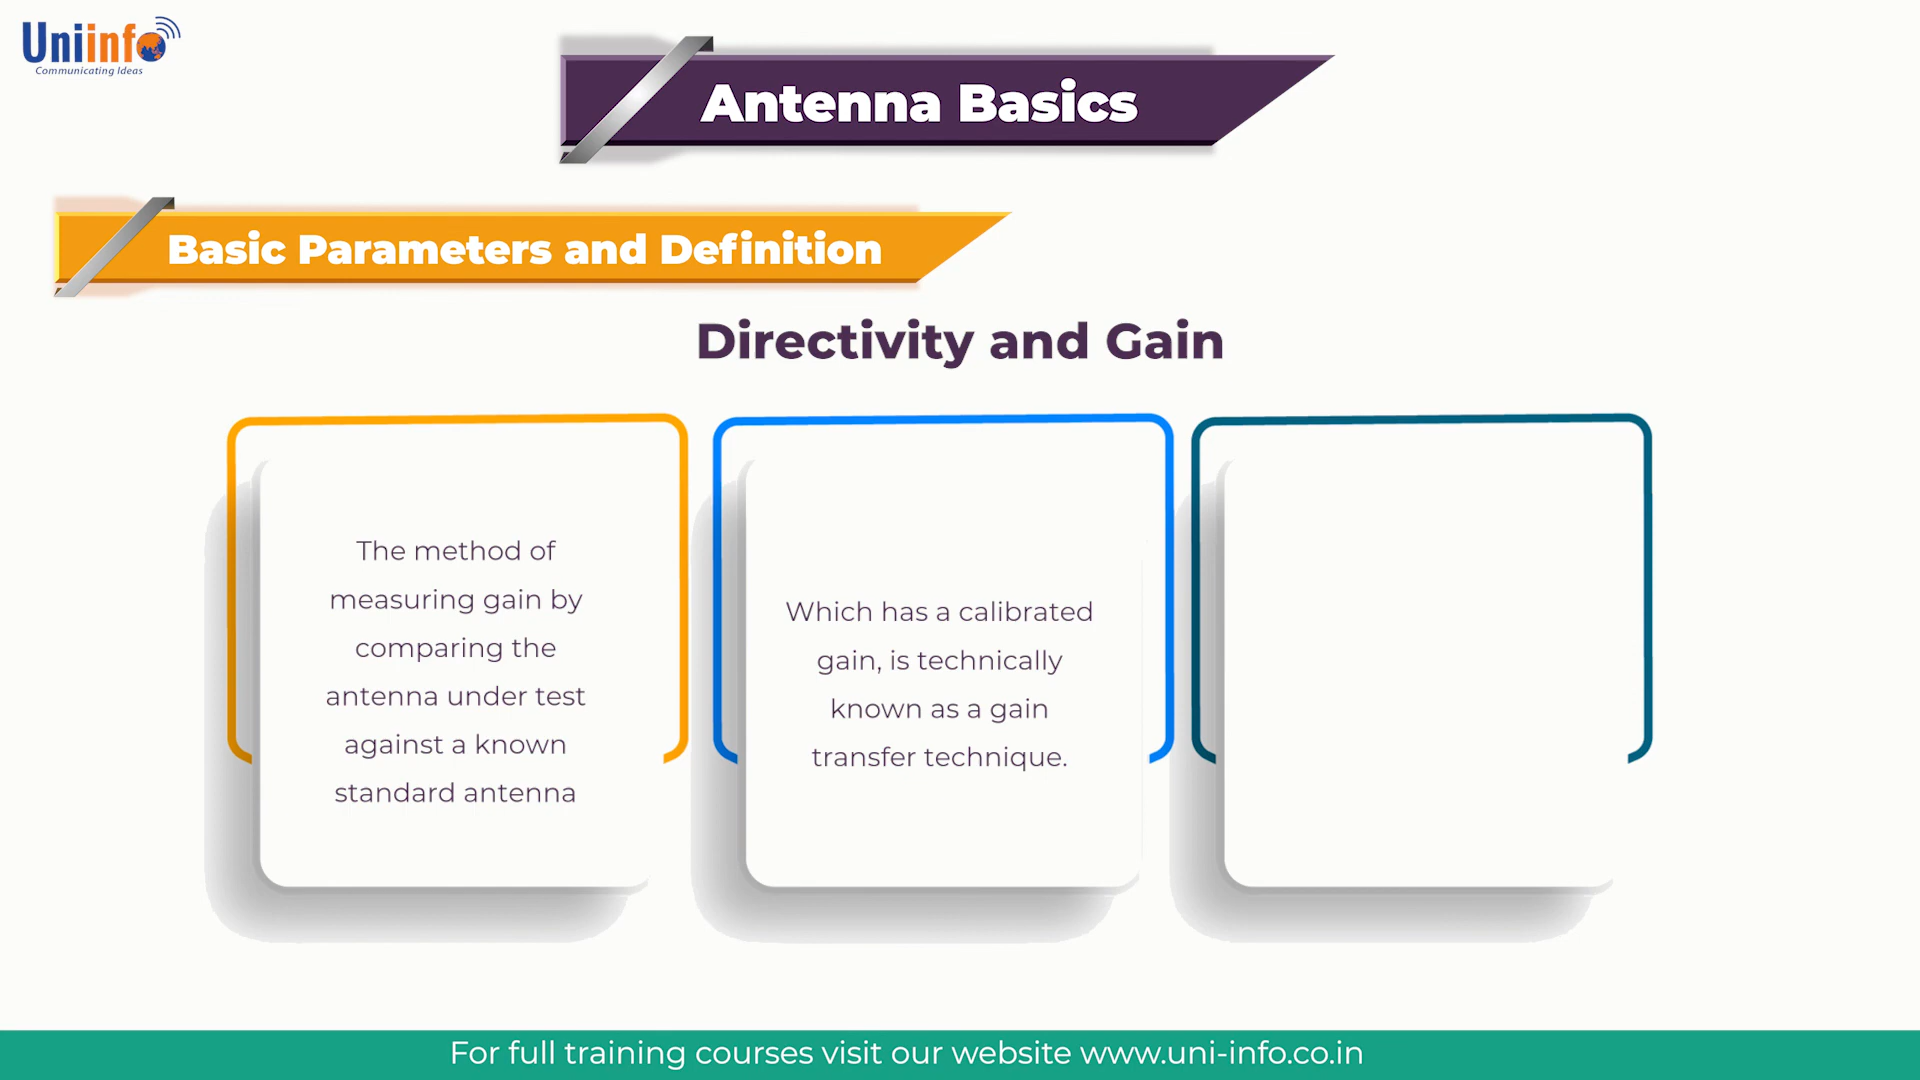 Uniinfo
Communicating Ideas
Antenna Basics
Basic Parameters and Definition
Directivity and Gain
The method of
measuring gain by
comparing the
antenna under test
against a known
standard antenna
Which has a calibrated
gain, is technically
known as a gain
transfer technique.
For full training courses visit our website www.uni-info.co.in